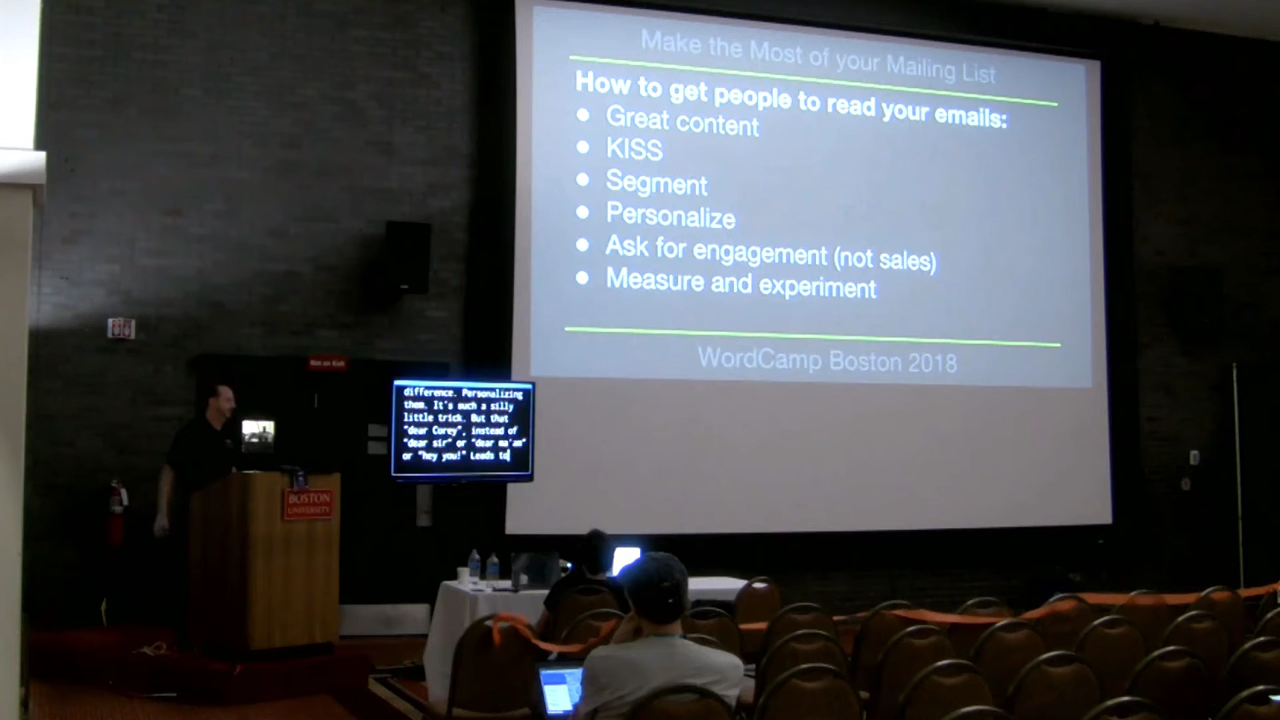 Make the Most of your Mailing List
How to get people to read your emails:
● Great content
● KISS
● Segment
● Personalize
● Ask for engagement (not sales)
● Measure and experiment
WordCamp Boston 2018
Not an Exit
difference. Personalizing
them. It's such a silly
little trick. But that
"dear Corey", instead of
"dear sir" or "dear ma'am"
or "hey you!" Leads to
BOSTON
UNIVERSITY